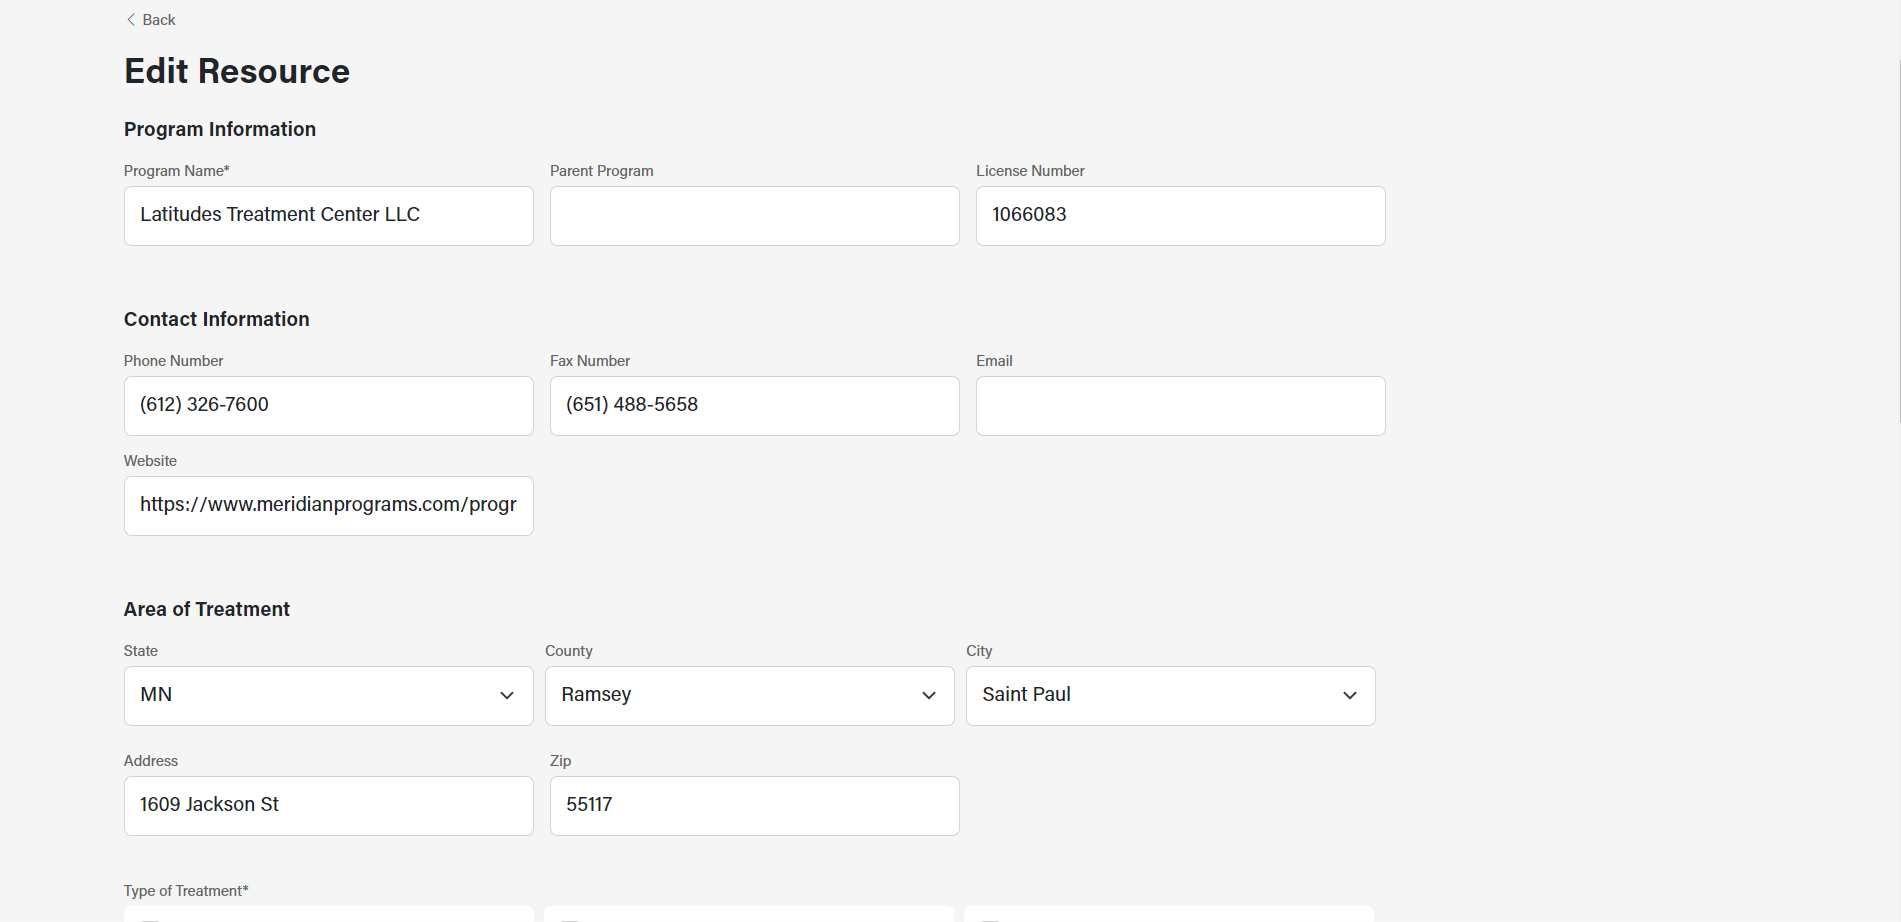 Back
Edit Resource
Program Information
Program Name* Parent Program License Number
Latitudes Treatment Center LLC 1066083
Contact Information
Phone Number Fax Number Email
(612) 326-7600 (651) 488-5658
Website
https://www.meridianprograms.com/progr
Area of Treatment
State County City
MN Ramsey Saint Paul
Address Zip
1609 Jackson St 55117
Type of Treatment*